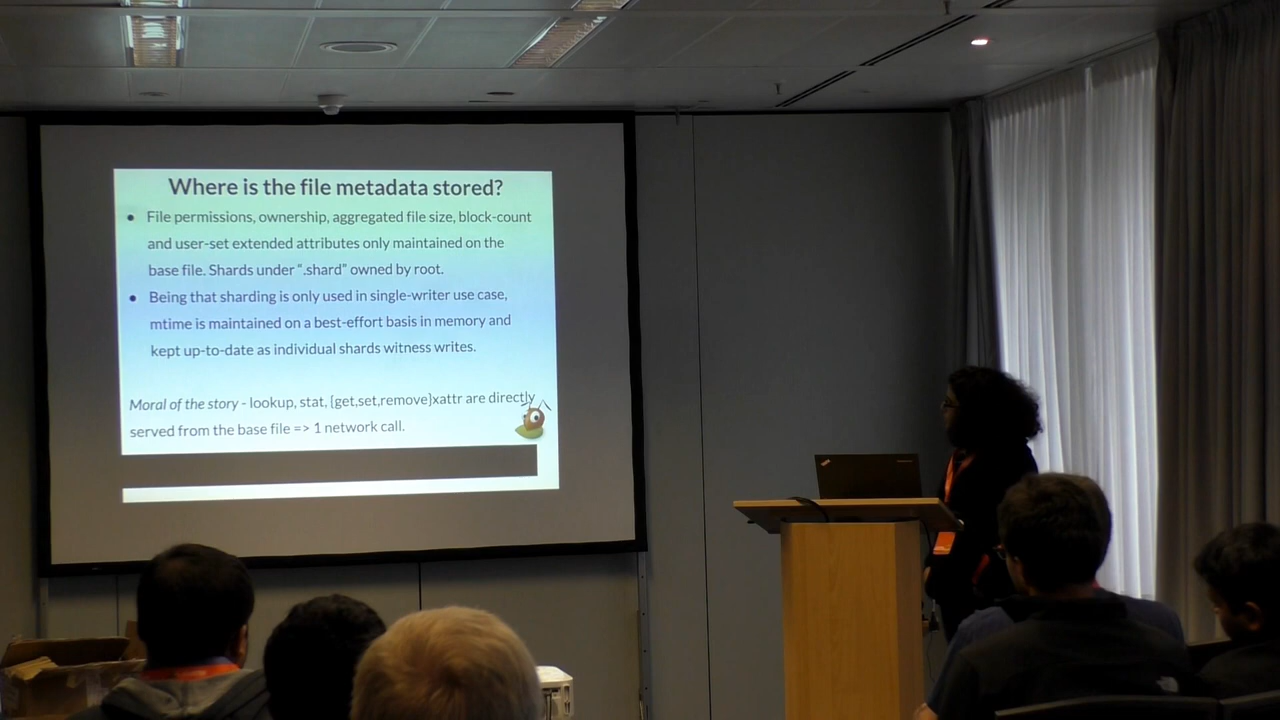 Where is the file metadata stored?
● File permissions, ownership, aggregated file size, block-count
and user-set extended attributes only maintained on the
base file. Shards under “.shard” owned by root.
● Being that sharding is only used in single-writer use case,
mtime is maintained on a best-effort basis in memory and
kept up-to-date as individual shards witness writes.
Moral of the story - lookup, stat, {get,set,remove}xattr are directly
served from the base file => 1 network call.